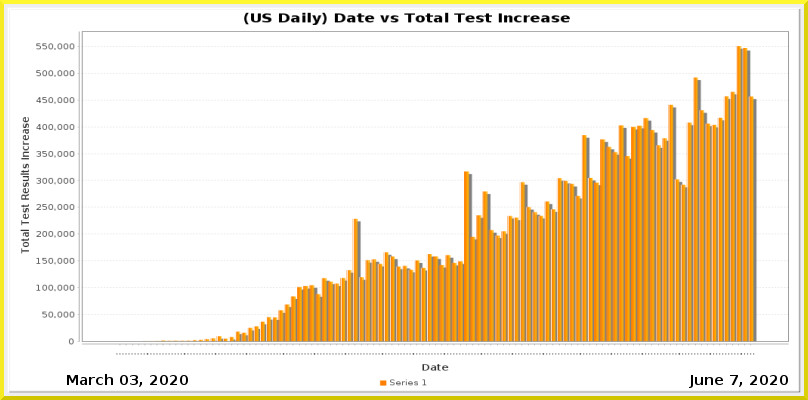 (US Daily) Date vs Total Test Increase
Total Test Results Increase
550,000
500,000
450,000
400,000
350,000
300,000
250,000
200,000
150,000
100,000
50,000
0
Date
March 03, 2020
June 7, 2020
Series 1